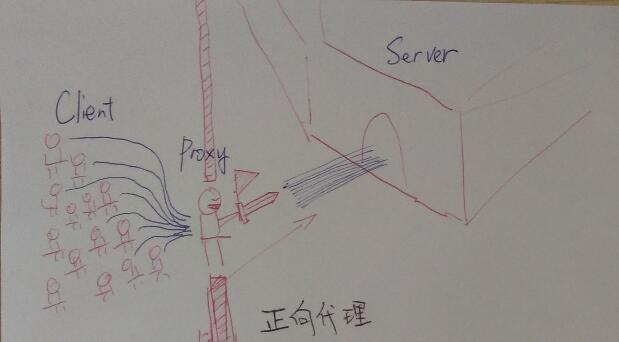 Server
Client
Proxy
正向代理